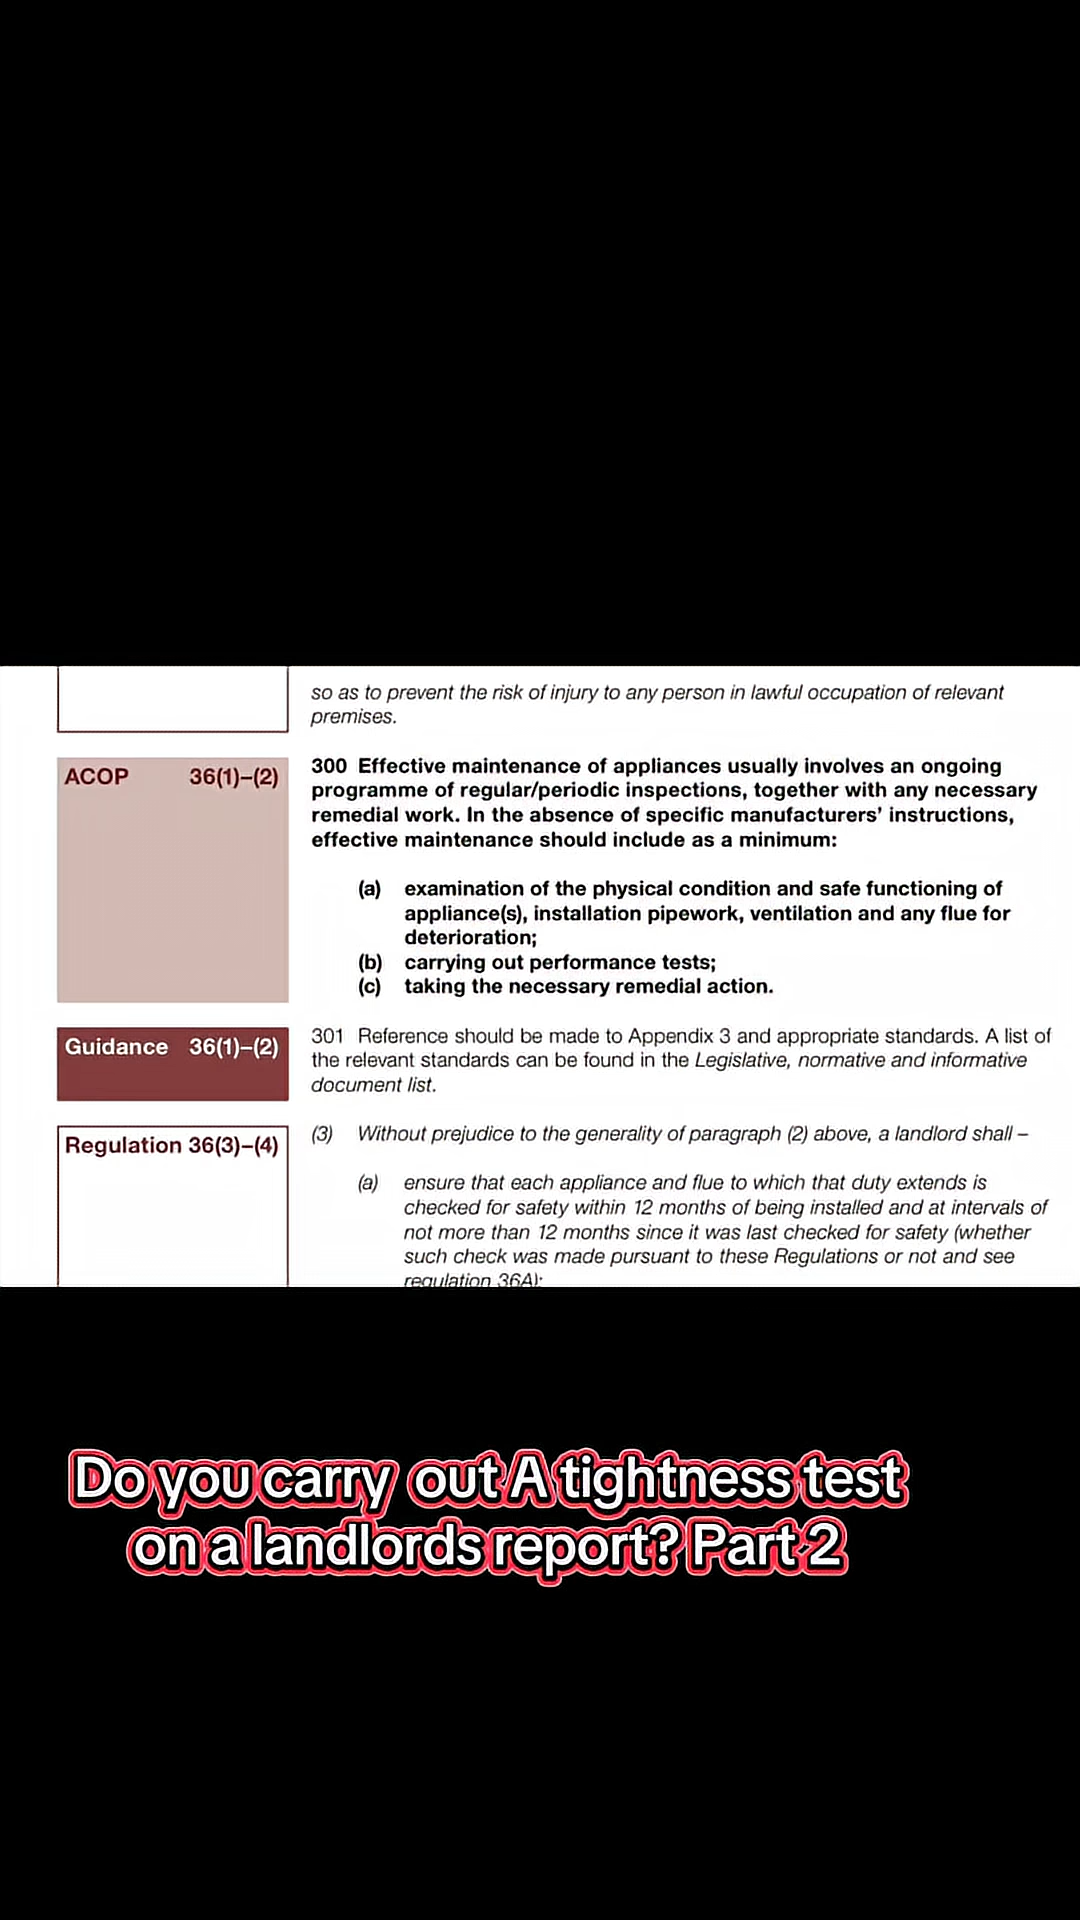 so as to prevent the risk of injury to any person in lawful occupation of relevant
premises.
ACOP 36(1)–(2)
300 Effective maintenance of appliances usually involves an ongoing
programme of regular/periodic inspections, together with any necessary
remedial work. In the absence of specific manufacturers' instructions,
effective maintenance should include as a minimum:
(a) examination of the physical condition and safe functioning of
appliance(s), installation pipework, ventilation and any flue for
deterioration;
(b) carrying out performance tests;
(c) taking the necessary remedial action.
Guidance 36(1)–(2)
301 Reference should be made to Appendix 3 and appropriate standards. A list of
the relevant standards can be found in the Legislative, normative and informative
document list.
Regulation 36(3)–(4)
(3) Without prejudice to the generality of paragraph (2) above, a landlord shall –
(a) ensure that each appliance and flue to which that duty extends is
checked for safety within 12 months of being installed and at intervals of
not more than 12 months since it was last checked for safety (whether
such check was made pursuant to these Regulations or not and see
regulation 36A);
Do you carry out A tightness test
on a landlords report? Part 2